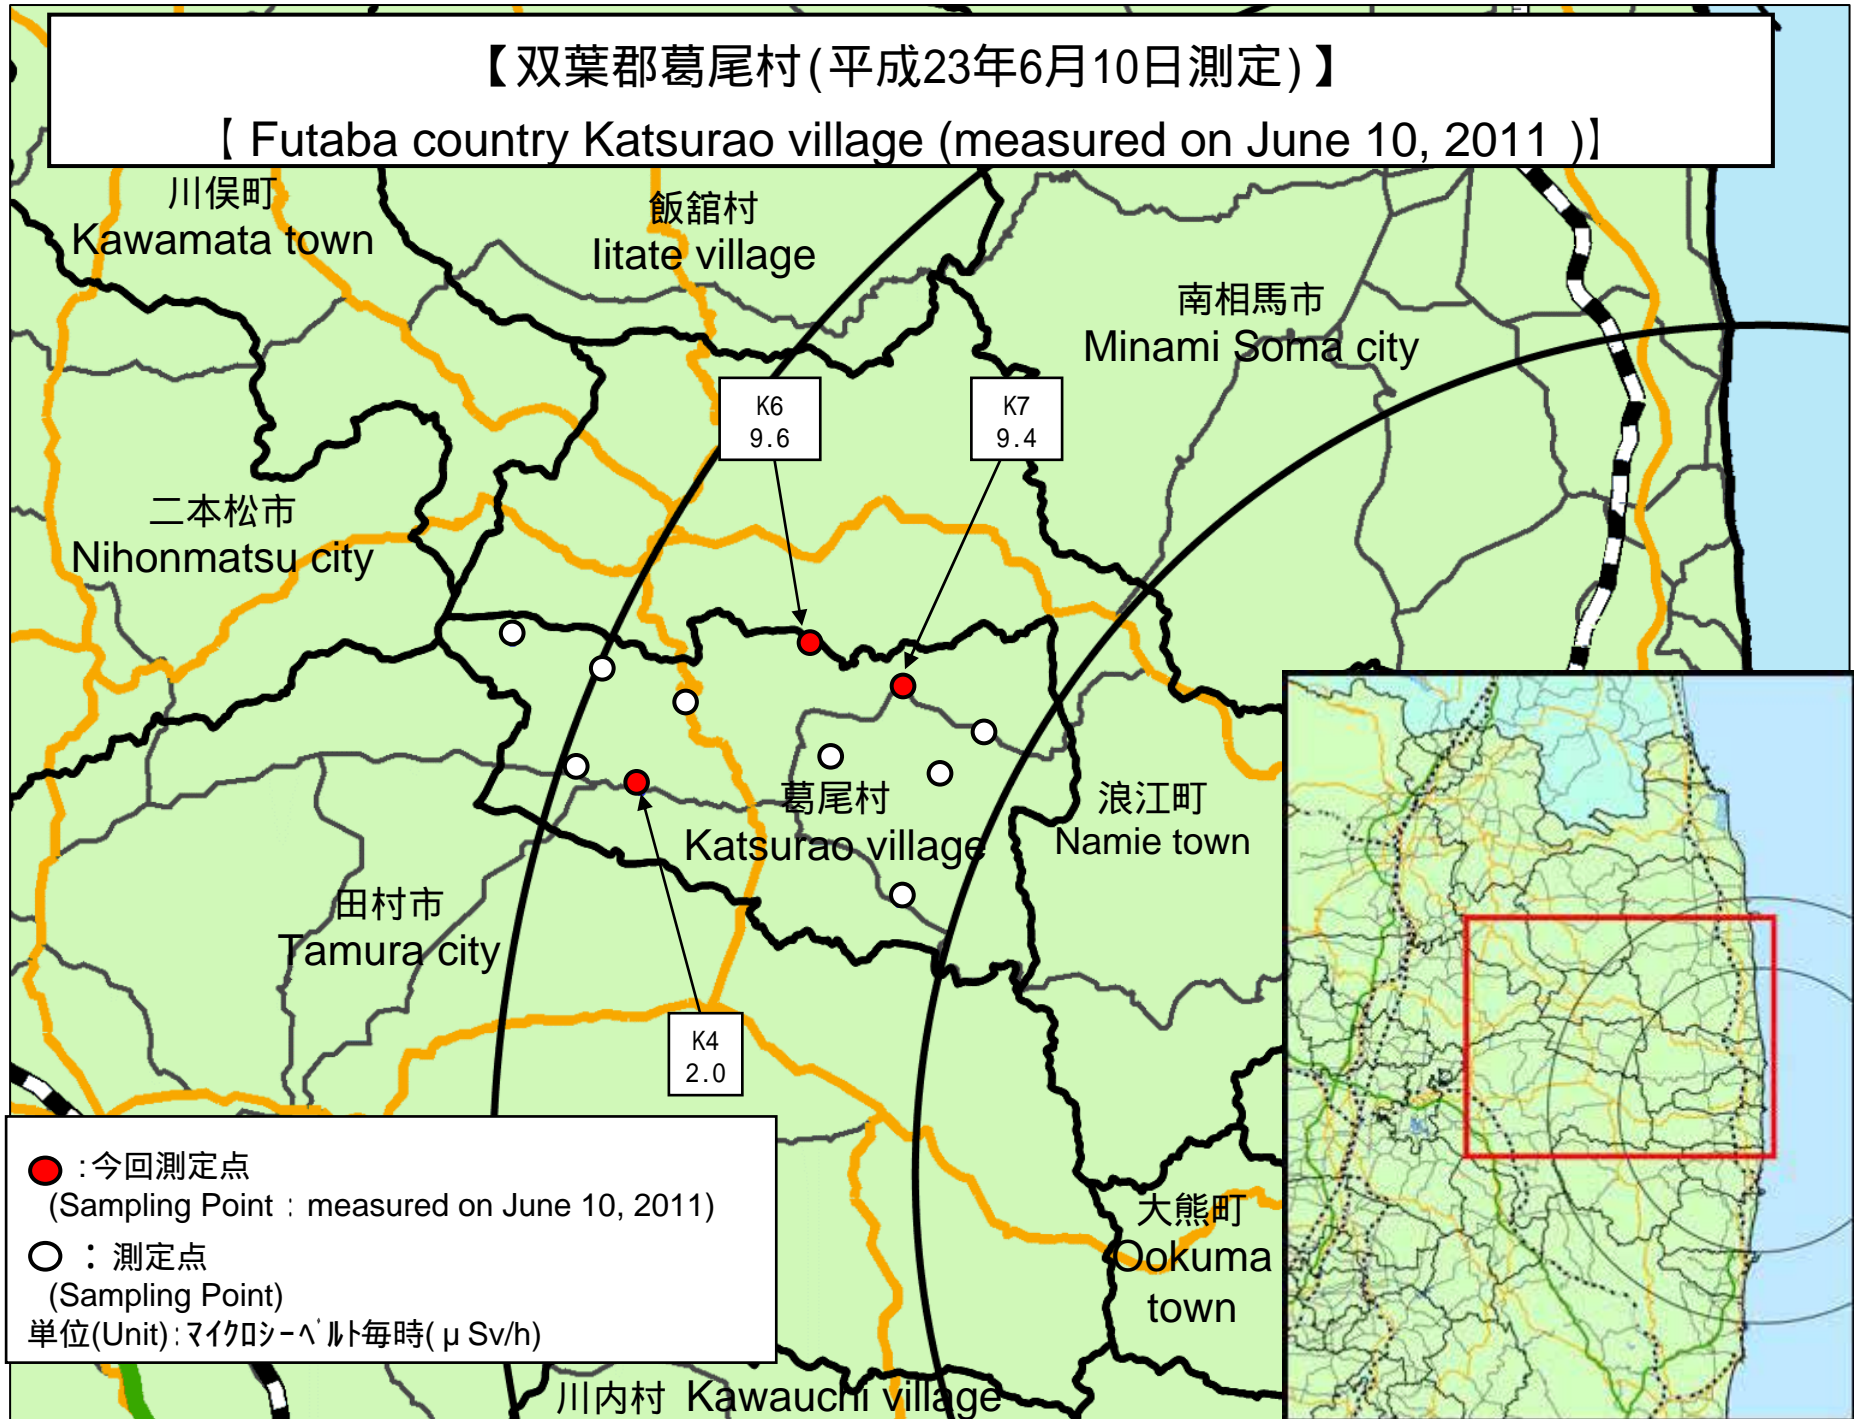 【双葉郡葛尾村(平成23年6月10日測定)】
【 Futaba country Katsurao village (measured on June 10, 2011 )】
川俣町
Kawamata town
飯舘村
Iitate village
南相馬市
Minami Soma city
K6
9.6
K7
9.4
二本松市
Nihonmatsu city
葛尾村
Katsurao village
浪江町
Namie town
田村市
Tamura city
K4
2.0
:今回測定点
(Sampling Point : measured on June 10, 2011)
: 測定点
(Sampling Point)
単位(Unit):マイクロシーベルト毎時(μSv/h)
大熊町
Ookuma
town
川内村 Kawauchi village